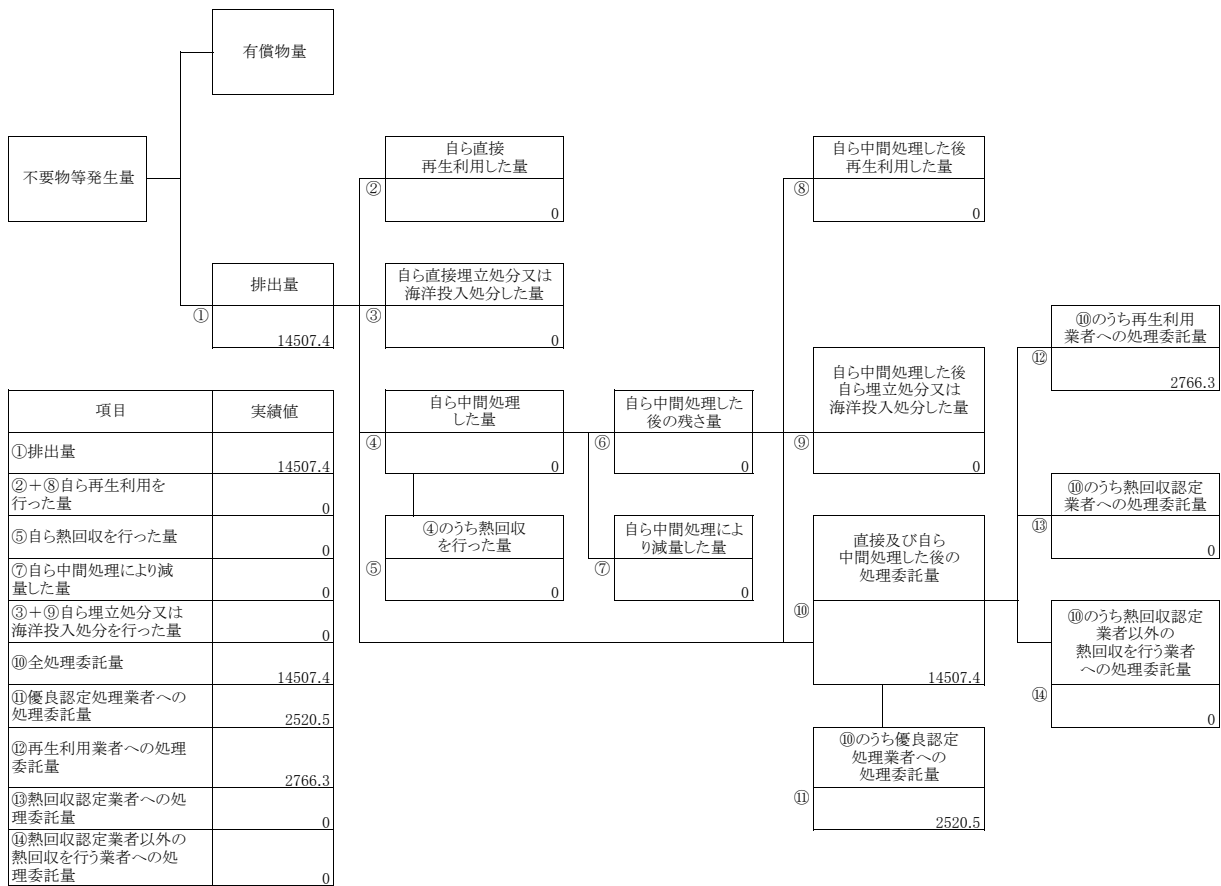 有償物量
不要物等発生量
自ら直接
再生利用した量
②
0
自ら中間処理した後
再生利用した量
⑧
0
排出量
①
14507.4
自ら直接埋立処分又は
海洋投入処分した量
③
0
⑩のうち再生利用
業者への処理委託量
⑫
2766.3
自ら中間処理
した量
④
0
自ら中間処理した
後の残さ量
⑥
0
自ら中間処理した後
自ら埋立処分又は
海洋投入処分した量
⑨
0
⑩のうち熱回収認定
業者への処理委託量
⑬
0
④のうち熱回収
を行った量
⑤
0
自ら中間処理によ
り減量した量
⑦
0
直接及び自ら
中間処理した後の
処理委託量
⑩
14507.4
⑩のうち熱回収認定
業者以外の
熱回収を行う業者
への処理委託量
⑭
0
⑩のうち優良認定
処理業者への
処理委託量
⑪
2520.5
項目
実績値
①排出量
14507.4
②＋⑧自ら再生利用を
行った量
0
⑤自ら熱回収を行った量
0
⑦自ら中間処理により減
量した量
0
③＋⑨自ら埋立処分又は
海洋投入処分を行った量
0
⑩全処理委託量
14507.4
⑪優良認定処理業者への
処理委託量
2520.5
⑫再生利用業者への処理
委託量
2766.3
⑬熱回収認定業者への処
理委託量
0
⑭熱回収認定業者以外の
熱回収を行う業者への処
理委託量
0